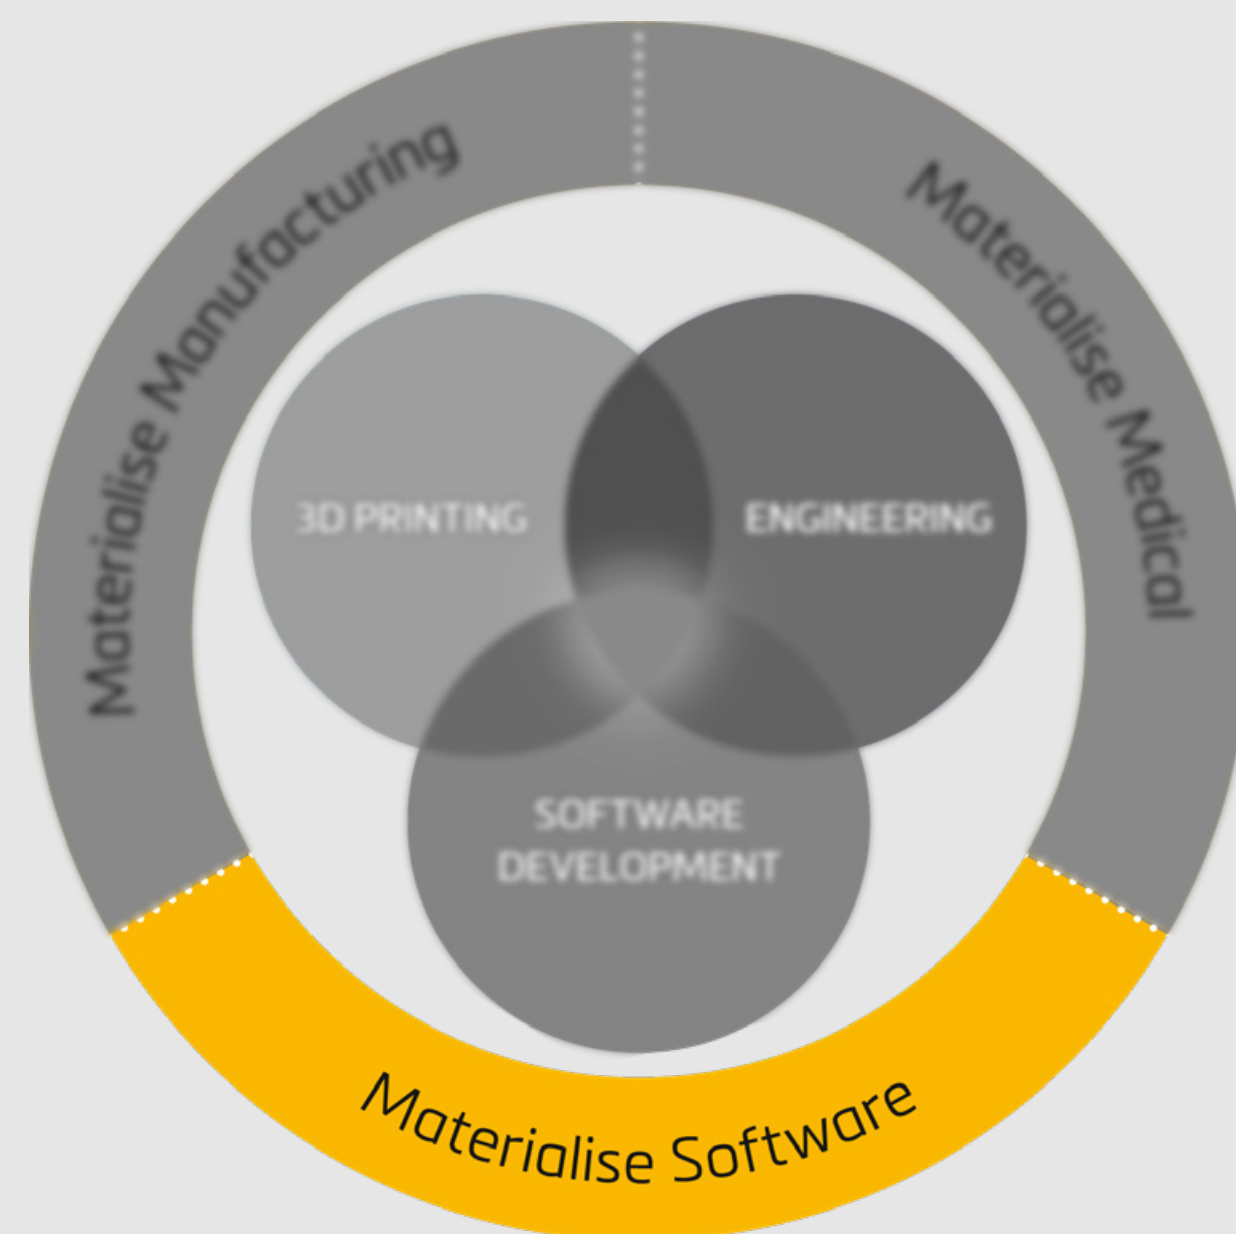 Materialise Manufacturing
Materialise Medical
3D PRINTING
ENGINEERING
SOFTWARE
DEVELOPMENT
Materialise Software